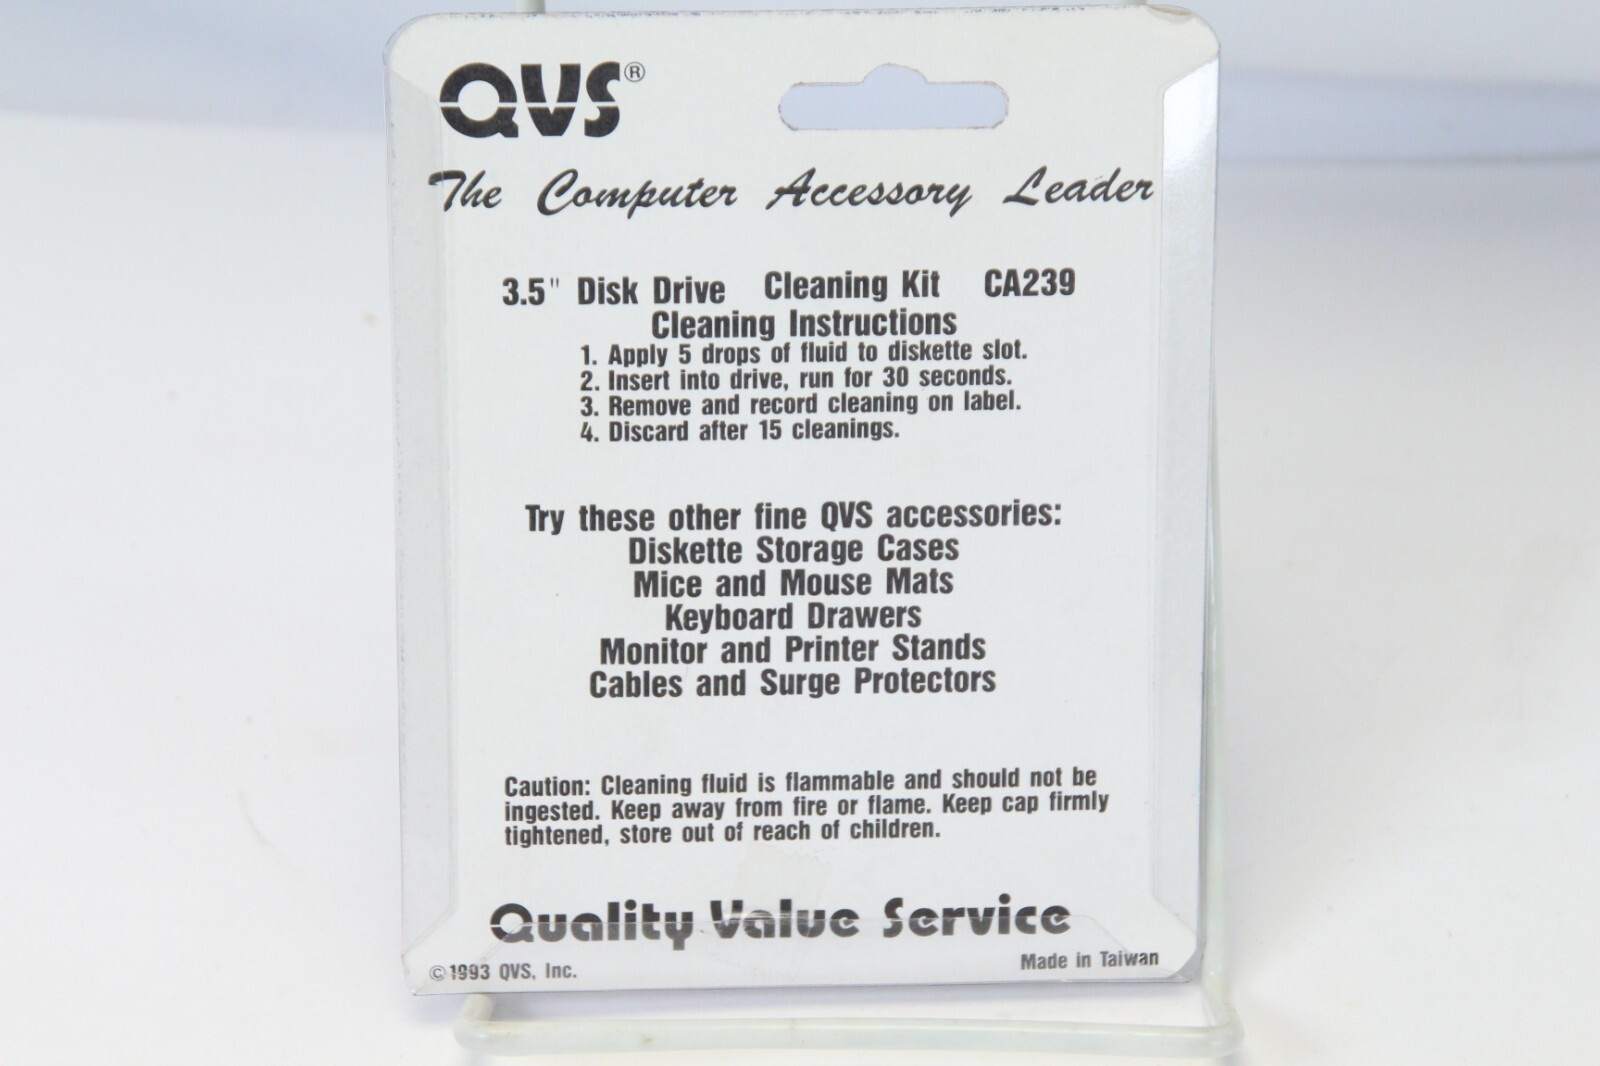 QVS®
The Computer Accessory Leader
3.5" Disk Drive Cleaning Kit CA239
Cleaning Instructions
1. Apply 5 drops of fluid to diskette slot.
2. Insert into drive, run for 30 seconds.
3. Remove and record cleaning on label.
4. Discard after 15 cleanings.
Try these other fine QVS accessories:
Diskette Storage Cases
Mice and Mouse Mats
Keyboard Drawers
Monitor and Printer Stands
Cables and Surge Protectors
Caution: Cleaning fluid is flammable and should not be
ingested. Keep away from fire or flame. Keep cap firmly
tightened, store out of reach of children.
Quality Value Service
©1993 QVS, Inc.
Made in Taiwan